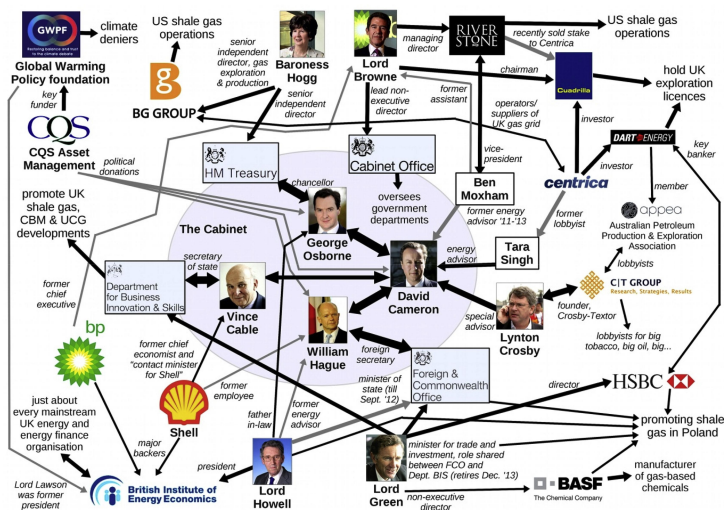 GWPF
Restoring balance and trust
to the climate debate
climate
deniers
Global Warming
Policy foundation
key
funder
CQS
CQS Asset
Management
US shale gas
operations
BG GROUP
senior
independent
director, gas
exploration &
production
Baroness
Hogg
senior
independent
director
Lord
Browne
managing
director
RIVER
STONE
recently sold stake
to Centrica
US shale gas
operations
chairman
Cuadrilla
hold UK
exploration
licences
lead non-
executive director
former
assistant
operators/
suppliers of
UK gas grid
investor
DART ENERGY
key
banker
political
donations
HM Treasury
Cabinet Office
vice-
president
centrica
investor
member
chancellor
oversees
government
departments
Ben
Moxham
former energy
advisor '11-'13
former
lobbyist
appea
Australian Petroleum
Production & Exploration
Association
promote UK
shale gas,
CBM & UCG
developments
The Cabinet
George
Osborne
energy
advisor
Tara
Singh
lobbyists
secretary
of state
Department
for Business
Innovation & Skills
Vince
Cable
David
Cameron
special
advisor
Lynton
Crosby
founder,
Crosby-Textor
C|T GROUP
Research, Strategies, Results
former
chief
executive
bp
William
Hague
foreign
secretary
lobbyists for big
tobacco, big oil, big...
former chief
economist and
"contact minister
for Shell"
former
employee
minister of
state (till
Sept. '12)
Foreign &
Commonwealth
Office
director
HSBC
just about
every mainstream
UK energy and
energy finance
organisation
Shell
father
in-law
former
energy
advisor
promoting shale
gas in Poland
major
backers
president
minister for trade and
investment, role shared
between FCO and
Dept. BIS (retires Dec. '13)
Lord Lawson
was former
president
British Institute of
Energy Economics
Lord
Howell
Lord
Green
non-executive
director
BASF
The Chemical Company
manufacturer
of gas-based
chemicals